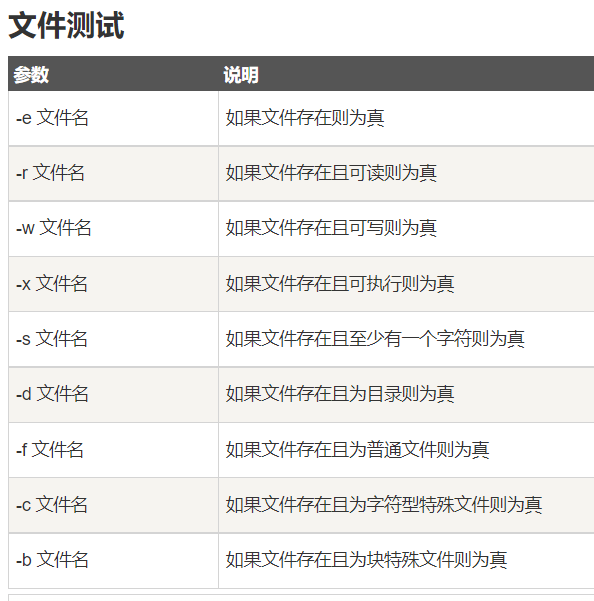 文件测试
参数 说明
-e 文件名 如果文件存在则为真
-r 文件名 如果文件存在且可读则为真
-w 文件名 如果文件存在且可写则为真
-x 文件名 如果文件存在且可执行则为真
-s 文件名 如果文件存在且至少有一个字符则为真
-d 文件名 如果文件存在且为目录则为真
-f 文件名 如果文件存在且为普通文件则为真
-c 文件名 如果文件存在且为字符型特殊文件则为真
-b 文件名 如果文件存在且为块特殊文件则为真